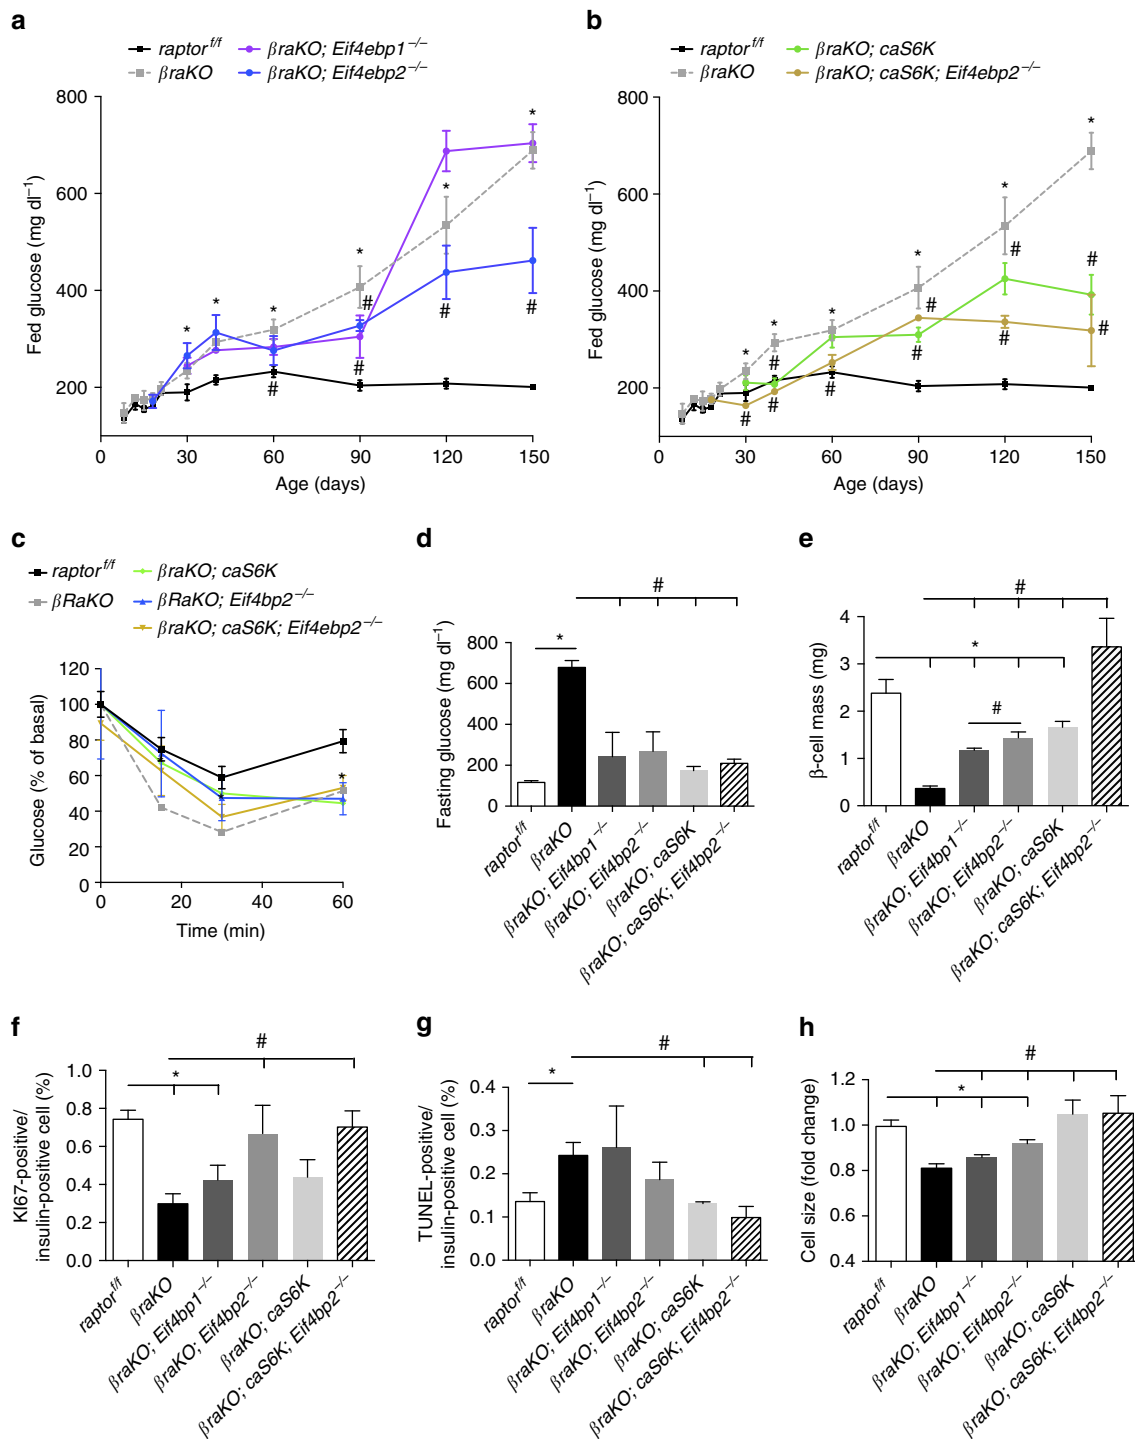 a
raptor f/f
βraKO; Eif4ebp1 −/−
βraKO
βraKO; Eif4ebp2 −/−
800
600
400
200
Fed glucose (mg dl−1)
* * * * * *
# # # # #
0 30 60 90 120 150
Age (days)
b
raptor f/f
βraKO; caS6K
βraKO
βraKO; caS6K; Eif4ebp2 −/−
800
600
400
200
Fed glucose (mg dl−1)
* * * * * *
# # # # # # # # # #
0 30 60 90 120 150
Age (days)
c
raptor f/f
βraKO; caS6K
βRaKO
βRaKO; Eif4bp2 −/−
βraKO; caS6K; Eif4ebp2 −/−
120
100
80
60
40
20
0
Glucose (% of basal)
* *
0 20 40 60
Time (min)
d
#
*
800
600
400
200
0
Fasting glucose (mg dl−1)
raptor f/f
βraKO
βraKO; Eif4bp1 −/−
βraKO; Eif4bp2 −/−
βraKO; caS6K
βraKO; caS6K; Eif4bp2 −/−
e
#
*
#
4
3
2
1
0
β-cell mass (mg)
raptor f/f
βraKO
βraKO; Eif4bp1 −/−
βraKO; Eif4bp2 −/−
βraKO; caS6K
βraKO; caS6K; Eif4bp2 −/−
f
#
*
1.0
0.8
0.6
0.4
0.2
0.0
KI67-positive/
insulin-positive cell (%)
raptor f/f
βraKO
βraKO; Eif4bp1 −/−
βraKO; Eif4bp2 −/−
βraKO; caS6K
βraKO; caS6K; Eif4bp2 −/−
g
#
*
0.4
0.3
0.2
0.1
0.0
TUNEL-positive/
insulin-positive cell (%)
raptor f/f
βraKO
βraKO; Eif4bp1 −/−
βraKO; Eif4bp2 −/−
βraKO; caS6K
βraKO; caS6K; Eif4bp2 −/−
h
#
*
1.2
1.0
0.8
0.6
0.4
Cell size (fold change)
raptor f/f
βraKO
βraKO; Eif4bp1 −/−
βraKO; Eif4bp2 −/−
βraKO; caS6K
βraKO; caS6K; Eif4bp2 −/−